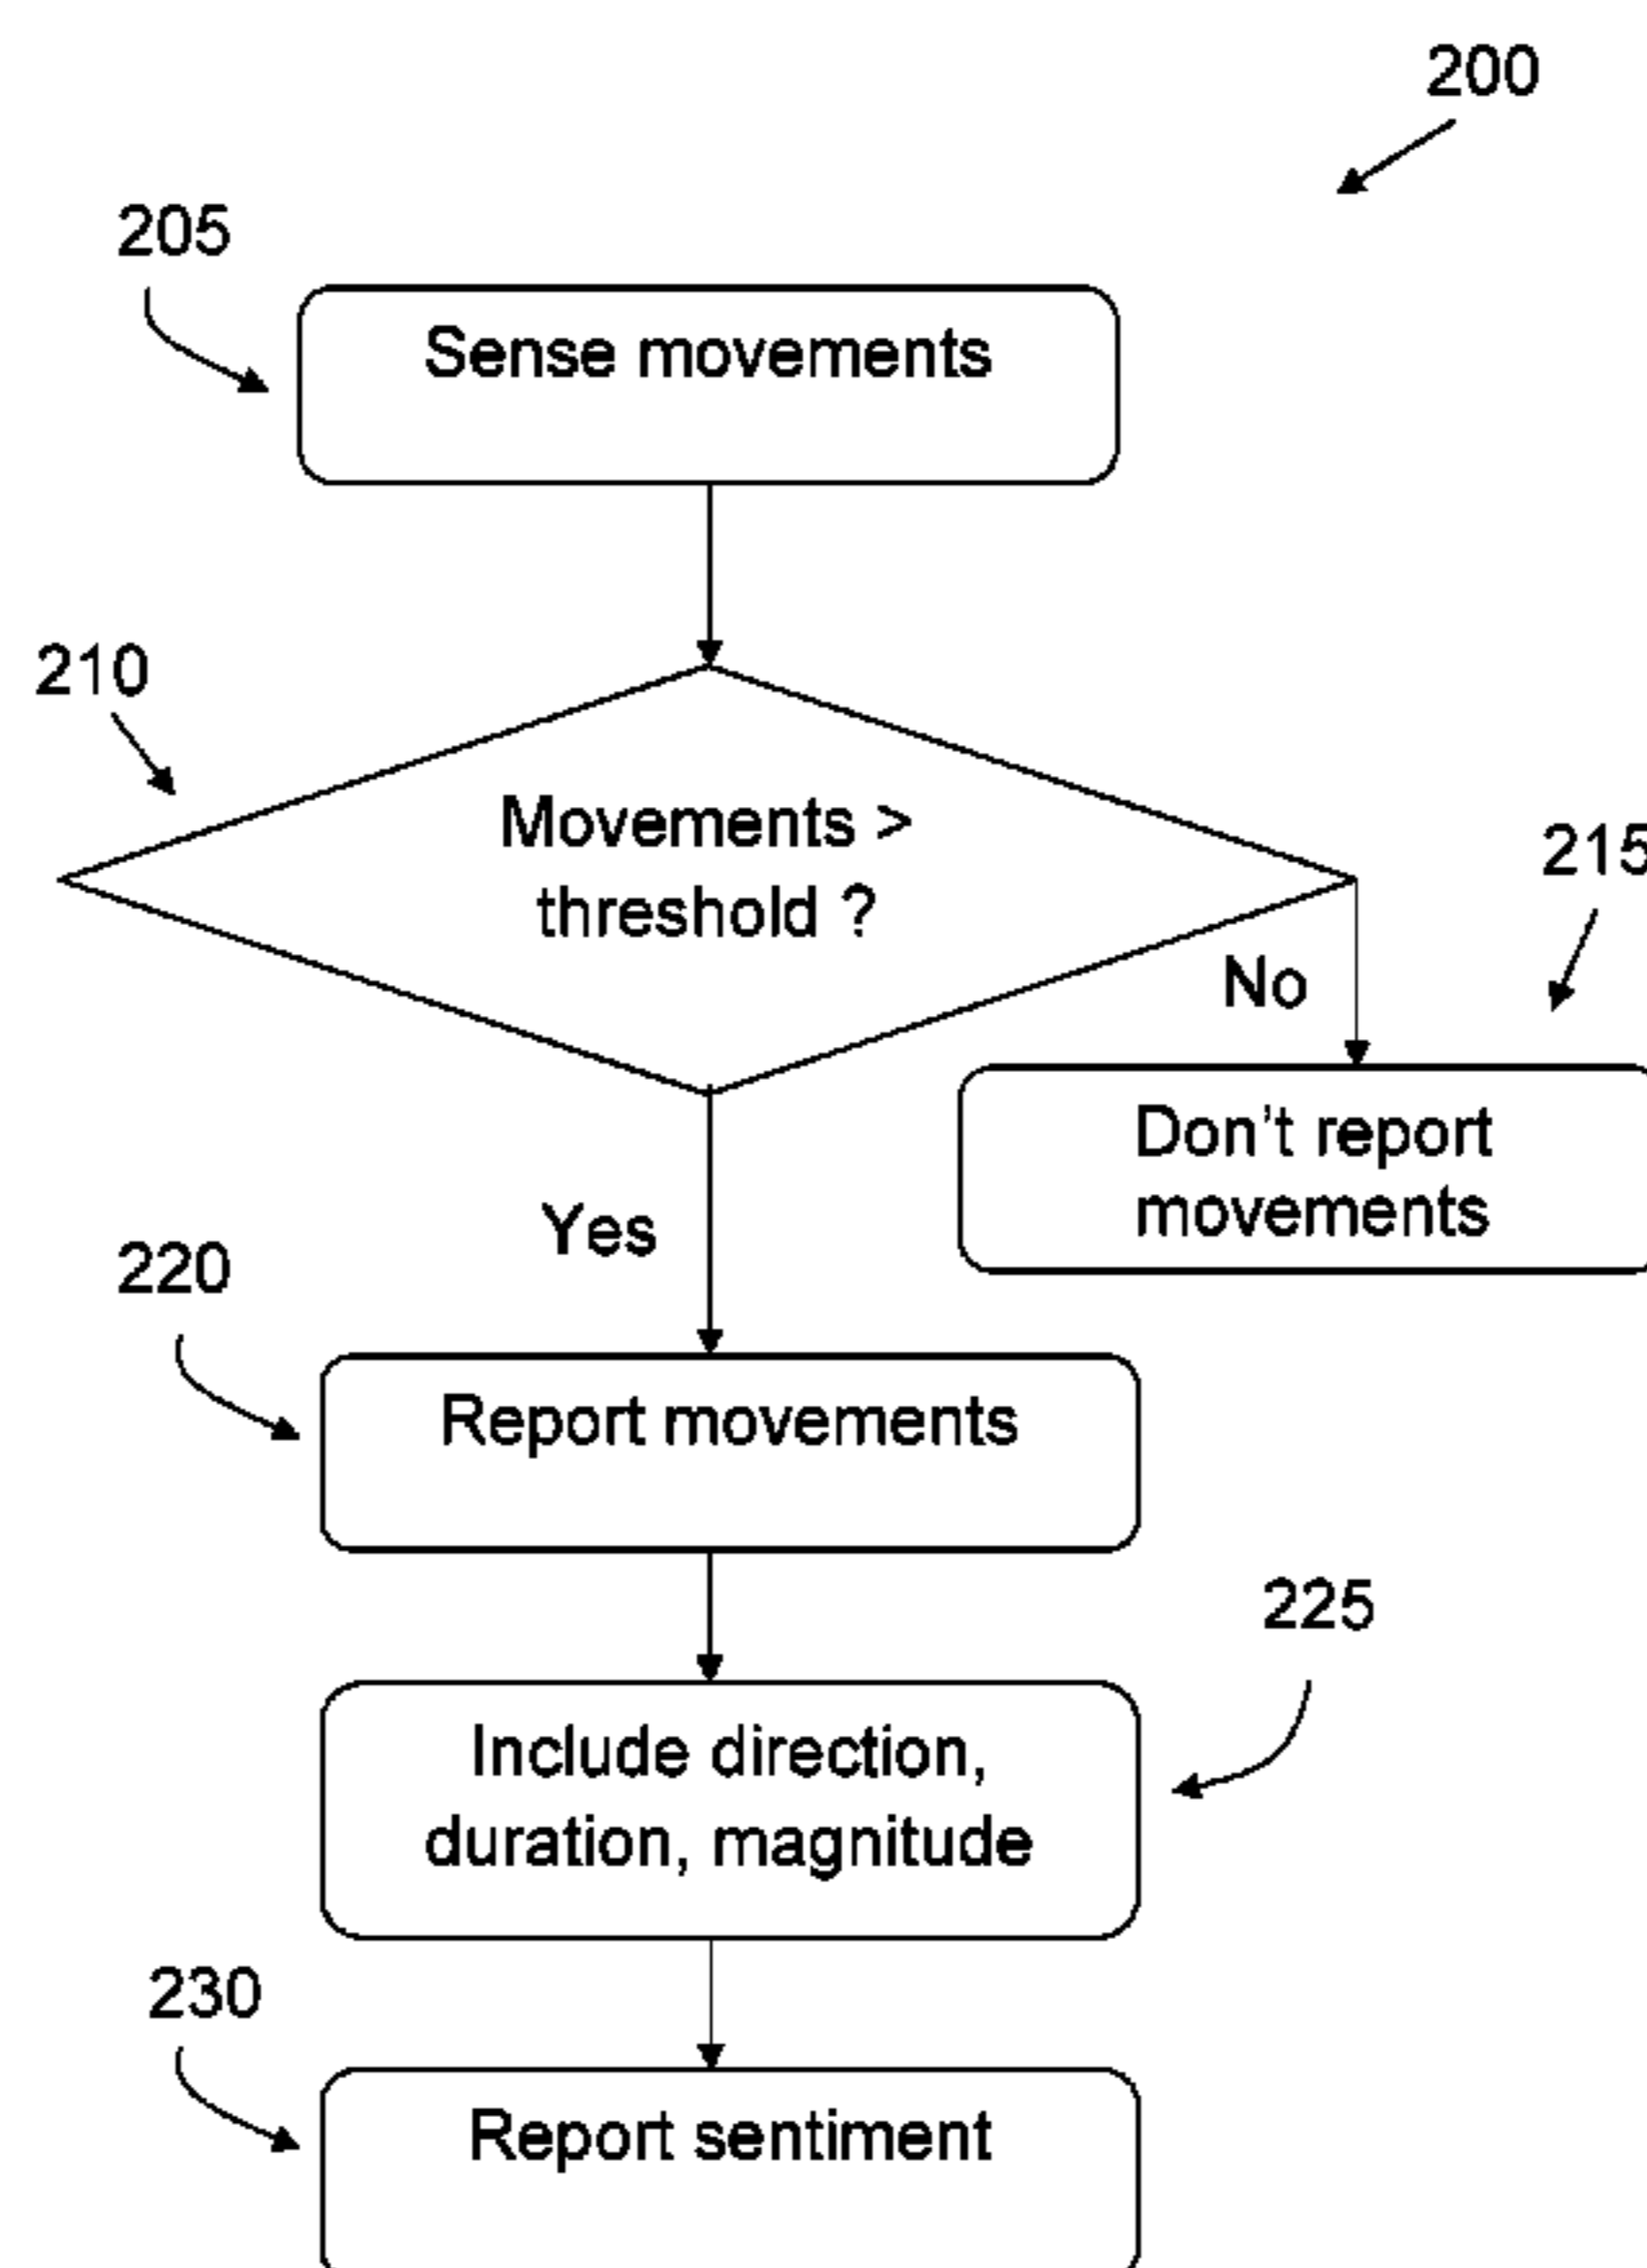 200
205
Sense movements
210
Movements >
threshold ?
215
No
Don't report
movements
Yes
220
Report movements
225
Include direction,
duration, magnitude
230
Report sentiment